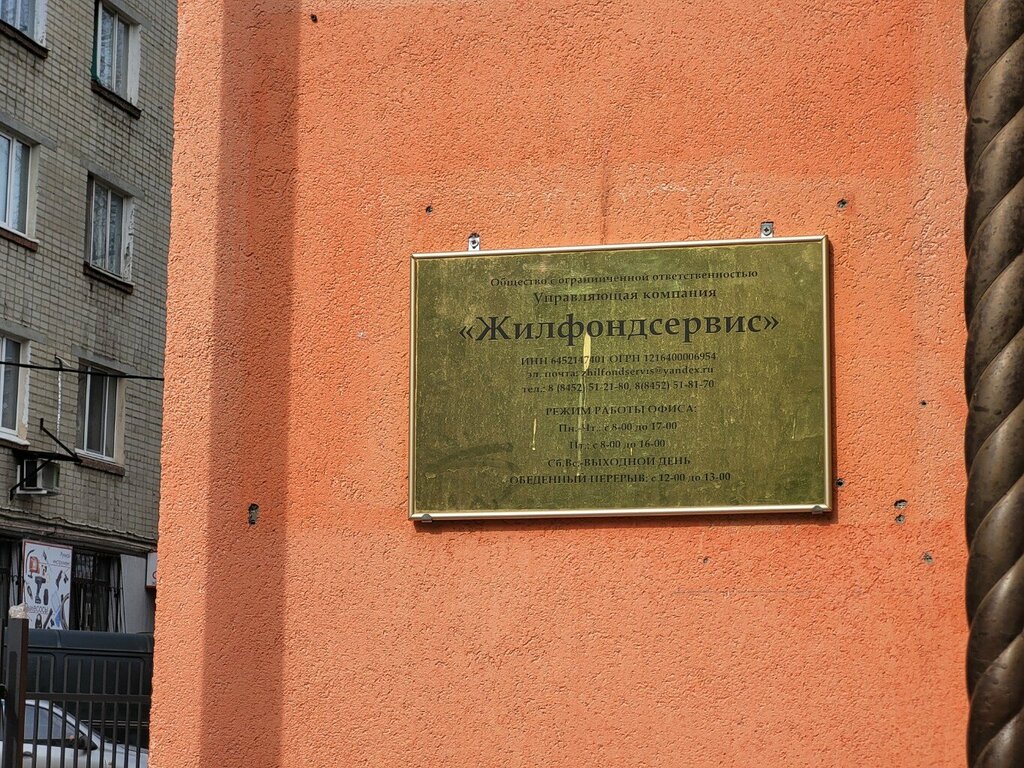 Общество с ограниченной ответственностью
Управляющая компания
«Жилфондсервис»
ИНН 6452147401 ОГРН 1216400006954
эл. почта: zhilfondservis@yandex.ru
тел.: 8 (8452) 51-21-80, 8(8452) 51-81-70
РЕЖИМ РАБОТЫ ОФИСА:
Пн.-Чт.: с 8-00 до 17-00
Пт.: с 8-00 до 16-00
Сб,Вс.-ВЫХОДНОЙ ДЕНЬ
ОБЕДЕННЫЙ ПЕРЕРЫВ: с 12-00 до 13-00